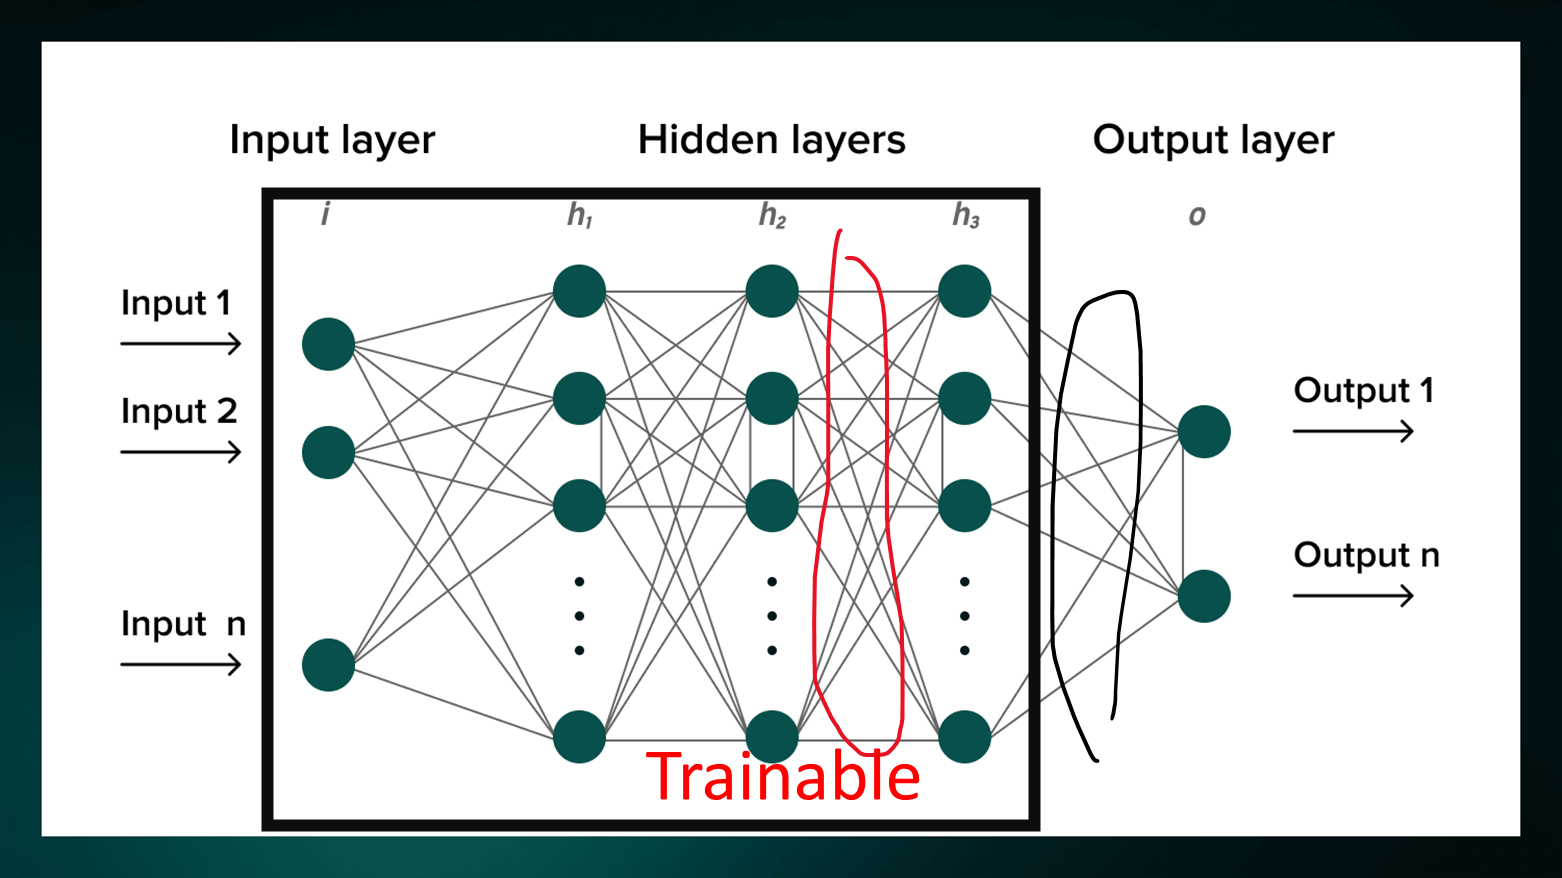 Input layer
Hidden layers
Output layer
i
h₁
h₂
h₃
o
Input 1
Input 2
Input n
Output 1
Output n
Trainable